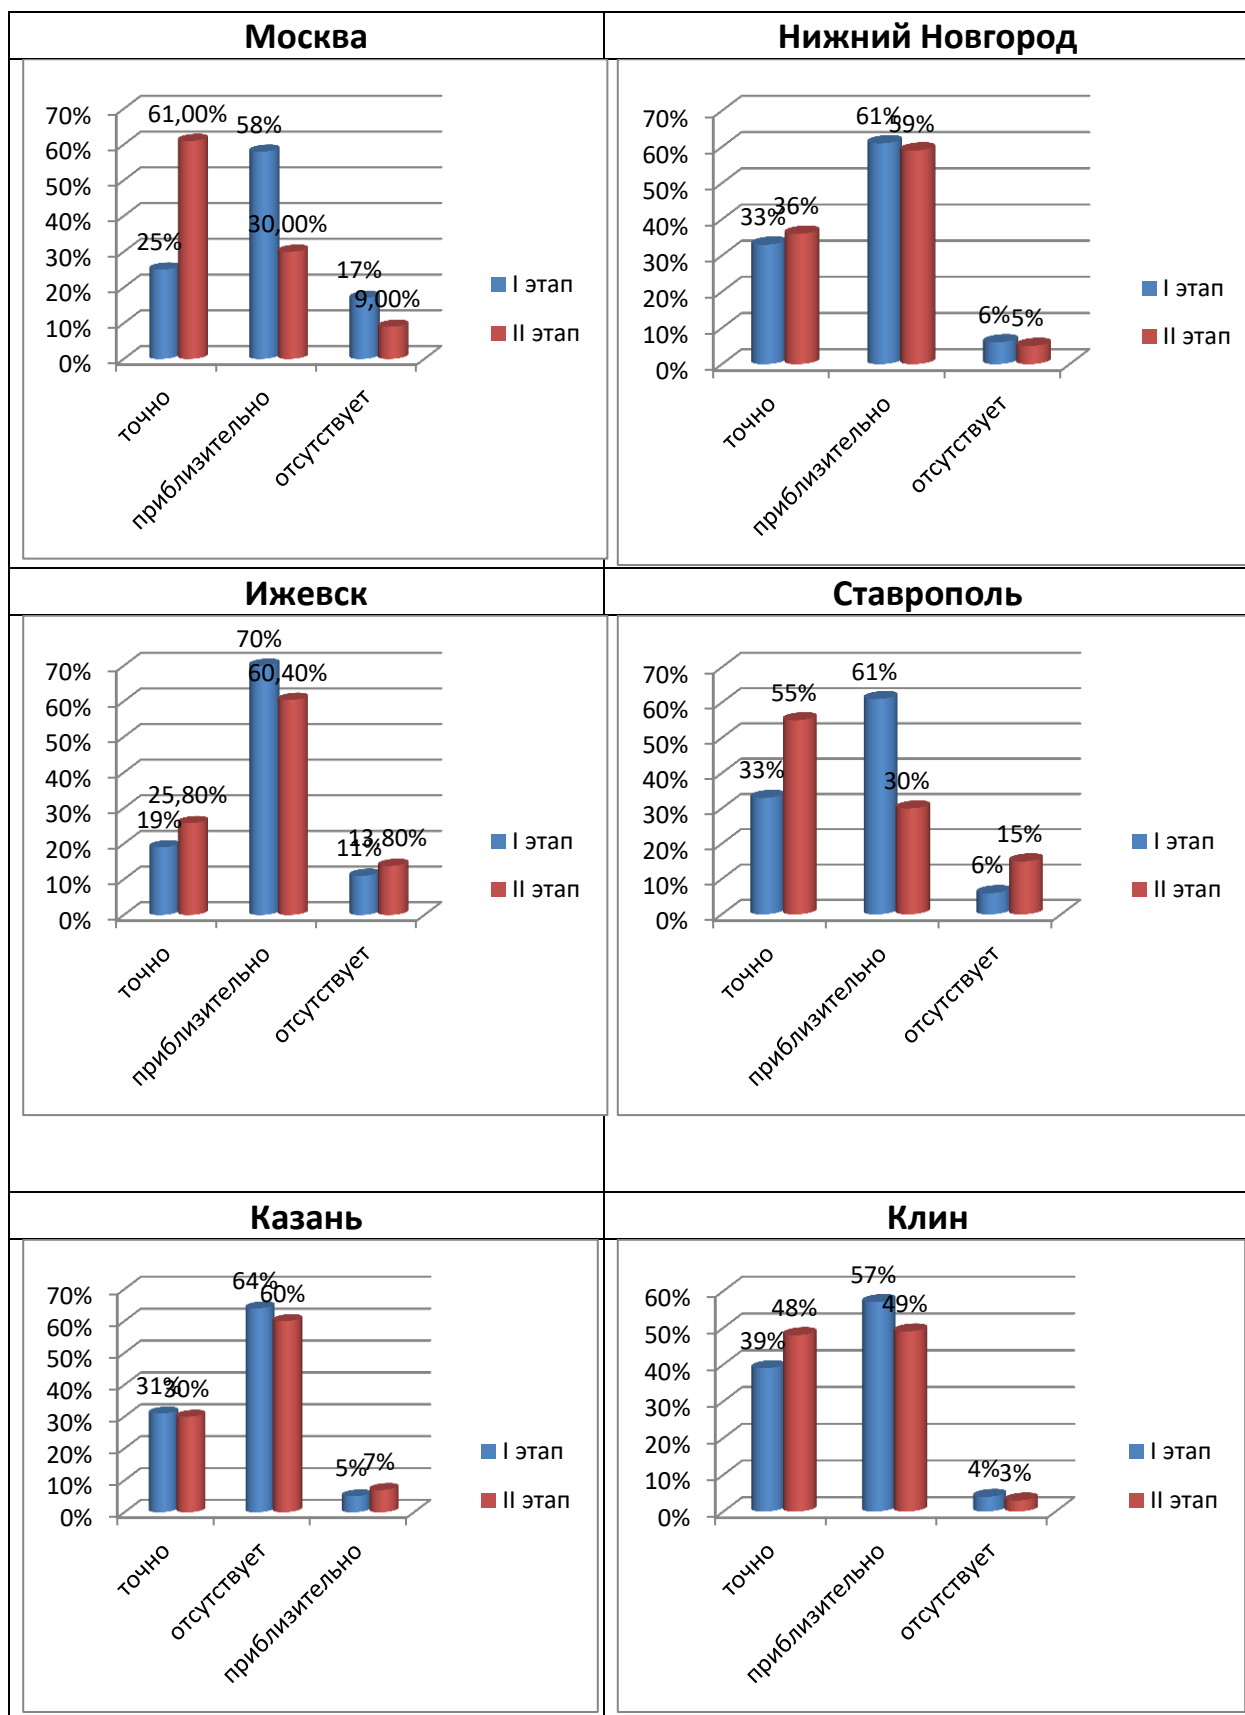 Москва
Нижний Новгород
70%
60%
50%
40%
30%
20%
10%
0%
61,00%
58%
30,00%
25%
17%
9,00%
точно
приблизительно
отсутствует
I этап
II этап
70%
60%
50%
40%
30%
20%
10%
0%
33%
36%
61%
59%
6%
5%
точно
приблизительно
отсутствует
I этап
II этап
Ижевск
Ставрополь
70%
60%
50%
40%
30%
20%
10%
0%
19%
25,80%
70%
60,40%
11%
13,80%
точно
приблизительно
отсутствует
I этап
II этап
70%
60%
50%
40%
30%
20%
10%
0%
33%
55%
61%
30%
6%
15%
точно
приблизительно
отсутствует
I этап
II этап
Казань
Клин
70%
60%
50%
40%
30%
20%
10%
0%
31%
30%
64%
60%
5%
7%
точно
отсутствует
приблизительно
I этап
II этап
60%
50%
40%
30%
20%
10%
0%
39%
48%
57%
49%
4%
3%
точно
приблизительно
отсутствует
I этап
II этап